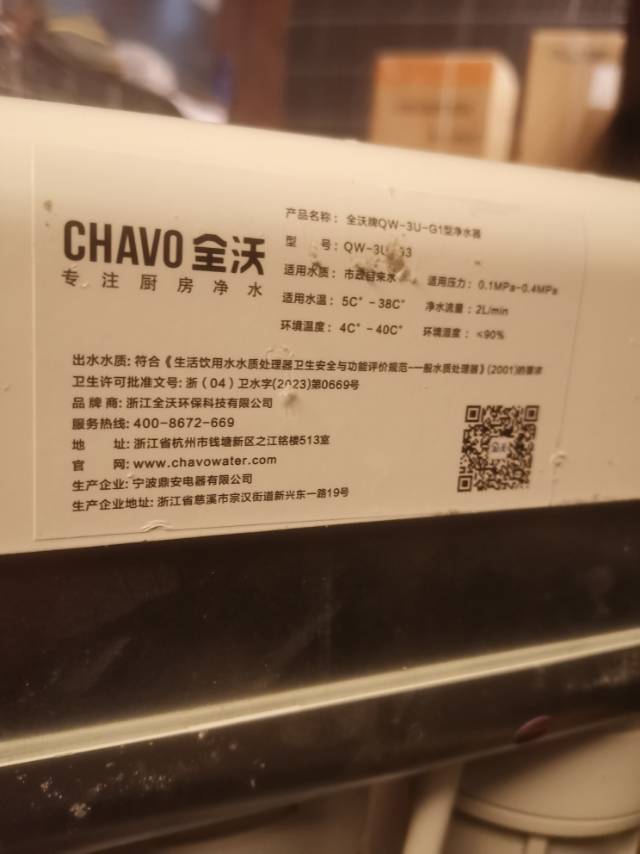 CHAVO 全沃
专注厨房净水
产品名称：全沃牌QW-3U-G1型净水器
型 号：QW-3U
适用水质：市政自来水 适用压力：0.1MPa-0.4MPa
适用水温：5C°-38C° 净水流量：2L/min
环境温度：4C°-40C° 环境湿度：≤90%
出水水质: 符合《生活饮用水水质处理器卫生安全与功能评价规范-一般水质处理器》(2001)的要求
卫生许可批准文号: 浙（04）卫水字(2023)第0669号
品 牌 商: 浙江全沃环保科技有限公司
服务热线: 400-8672-669
地 址: 浙江省杭州市钱塘新区之江铭楼513室
官 网: www.chavowater.com
生产企业: 宁波鼎安电器有限公司
生产企业地址: 浙江省慈溪市宗汉街道新兴东一路19号